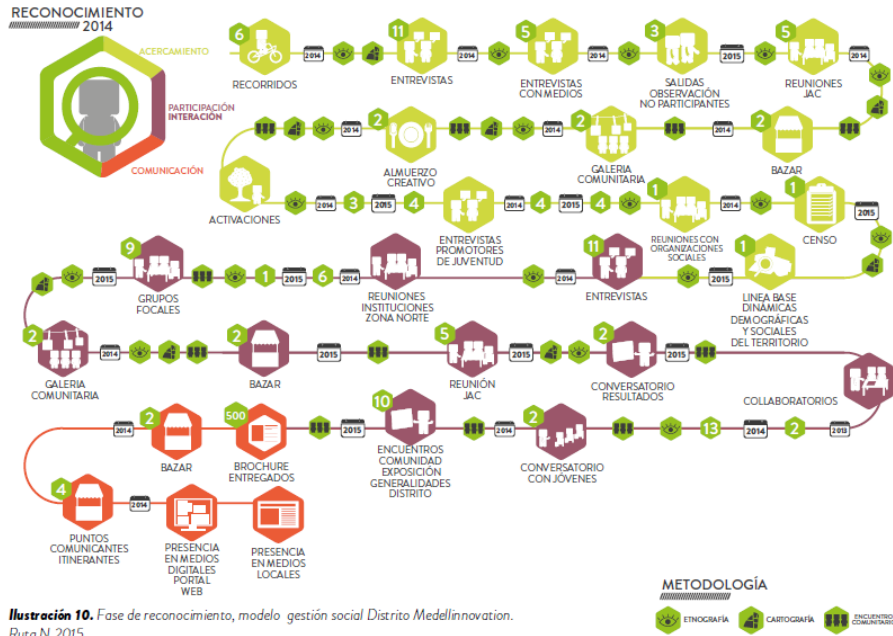 RECONOCIMIENTO
2014
ACERCAMIENTO
PARTICIPACIÓN
INTERACIÓN
COMUNICACIÓN
6
RECORRIDOS
2014
11
ENTREVISTAS
2014
5
ENTREVISTAS
CON MEDIOS
2014
3
SALIDAS
OBSERVACIÓN
NO PARTICIPANTES
2015
5
REUNIONES
JAC
2014
ACTIVACIONES
2014
2
ALMUERZO
CREATIVO
2014
2
GALERIA
COMUNITARIA
2014
2
BAZAR
2014
3
2015
4
ENTREVISTAS
PROMOTORES
DE JUVENTUD
2014
4
2015
4
1
REUNIONES CON
ORGANIZACIONES
SOCIALES
2014
1
CENSO
2015
2015
9
GRUPOS
FOCALES
1
6
2014
REUNIONES
INSTITUCIONES
ZONA NORTE
2014
11
ENTREVISTAS
2015
1
LINEA BASE
DINÁMICAS
DEMOGRÁFICAS
Y SOCIALES
DEL TERRITORIO
2
GALERIA
COMUNITARIA
2014
2
BAZAR
2015
5
REUNIÓN
JAC
2015
2
CONVERSATORIO
RESULTADOS
2015
COLLABORATORIOS
2014
2
BAZAR
500
BROCHURE
ENTREGADOS
2015
10
ENCUENTROS
COMUNIDAD
EXPOSICIÓN
GENERALIDADES
DISTRITO
2014
2
CONVERSATORIO
CON JÓVENES
13
2014
2
2013
4
PUNTOS
COMUNICANTES
ITINERANTES
2014
PRESENCIA
EN MEDIOS
DIGITALES
PORTAL
WEB
PRESENCIA
EN MEDIOS
LOCALES
METODOLOGÍA
ETNOGRAFÍA
CARTOGRAFÍA
ENCUENTRO
Ilustración 10. Fase de reconocimiento, modelo gestión social Distrito Medellinnovation.
Ruta N, 2015